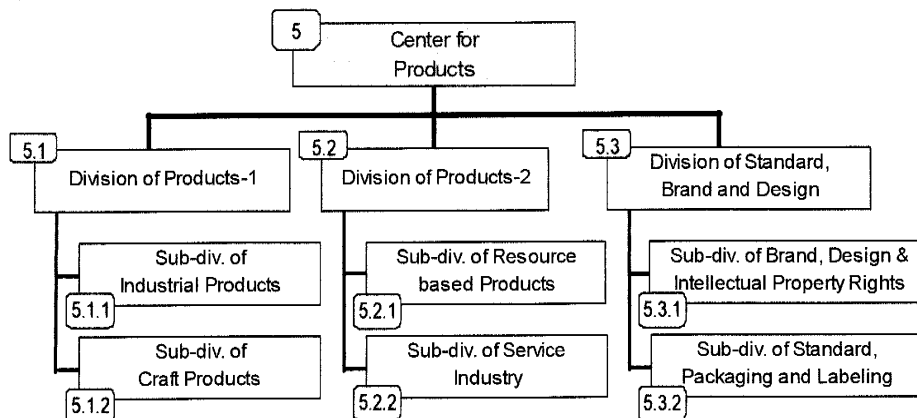 5
Center for
Products
5.1
Division of Products-1
5.2
Division of Products-2
5.3
Division of Standard,
Brand and Design
Sub-div. of
Industrial Products
5.1.1
Sub-div. of
Craft Products
5.1.2
Sub-div. of Resource
based Products
5.2.1
Sub-div. of Service
Industry
5.2.2
Sub-div. of Brand, Design &
Intellectual Property Rights
5.3.1
Sub-div. of Standard,
Packaging and Labeling
5.3.2